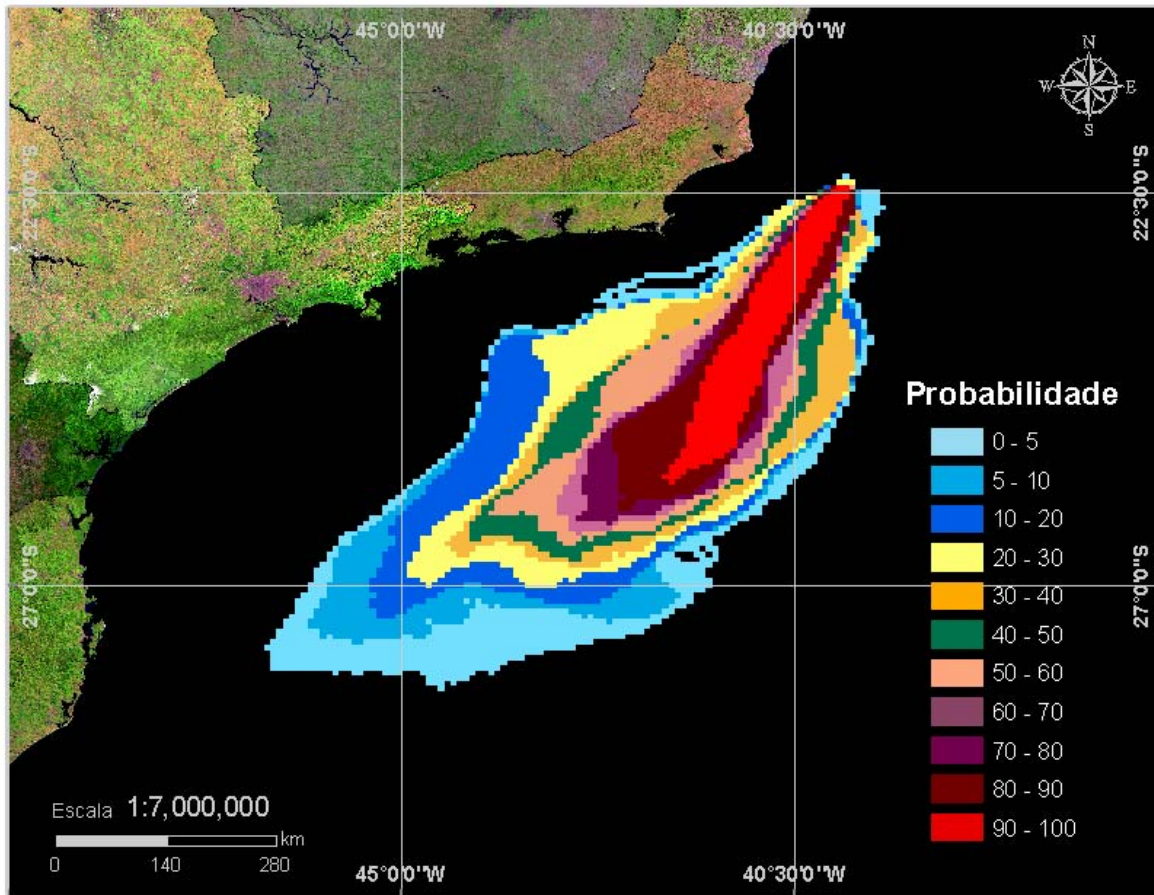 45°0'0"W 40°30'0"W
N
W E
S
22°30'0"S 22°30'0"S
Probabilidade
0 - 5
5 - 10
10 - 20
20 - 30
30 - 40
40 - 50
50 - 60
60 - 70
70 - 80
80 - 90
90 - 100
27°0'0"S 27°0'0"S
Escala 1:7,000,000
km
0 140 280
45°0'0"W 40°30'0"W